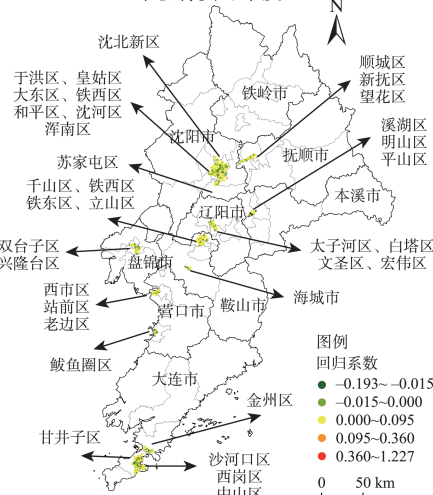 N
沈北新区
顺城区
新抚区
望花区
于洪区、皇姑区
大东区、铁西区
和平区、沈河区
浑南区
铁岭市
沈阳市
抚顺市
溪湖区
明山区
平山区
苏家屯区
本溪市
千山区、铁西区
铁东区、立山区
辽阳市
双台子区
兴隆台区
盘锦市
太子河区、白塔区
文圣区、宏伟区
西市区
站前区
老边区
海城市
营口市
鞍山市
鲅鱼圈区
大连市
图例
回归系数
−0.193~−0.015
−0.015~0.000
0.000~0.095
0.095~0.360
0.360~1.227
金州区
甘井子区
沙河口区
西岗区
中山区
0 50 km